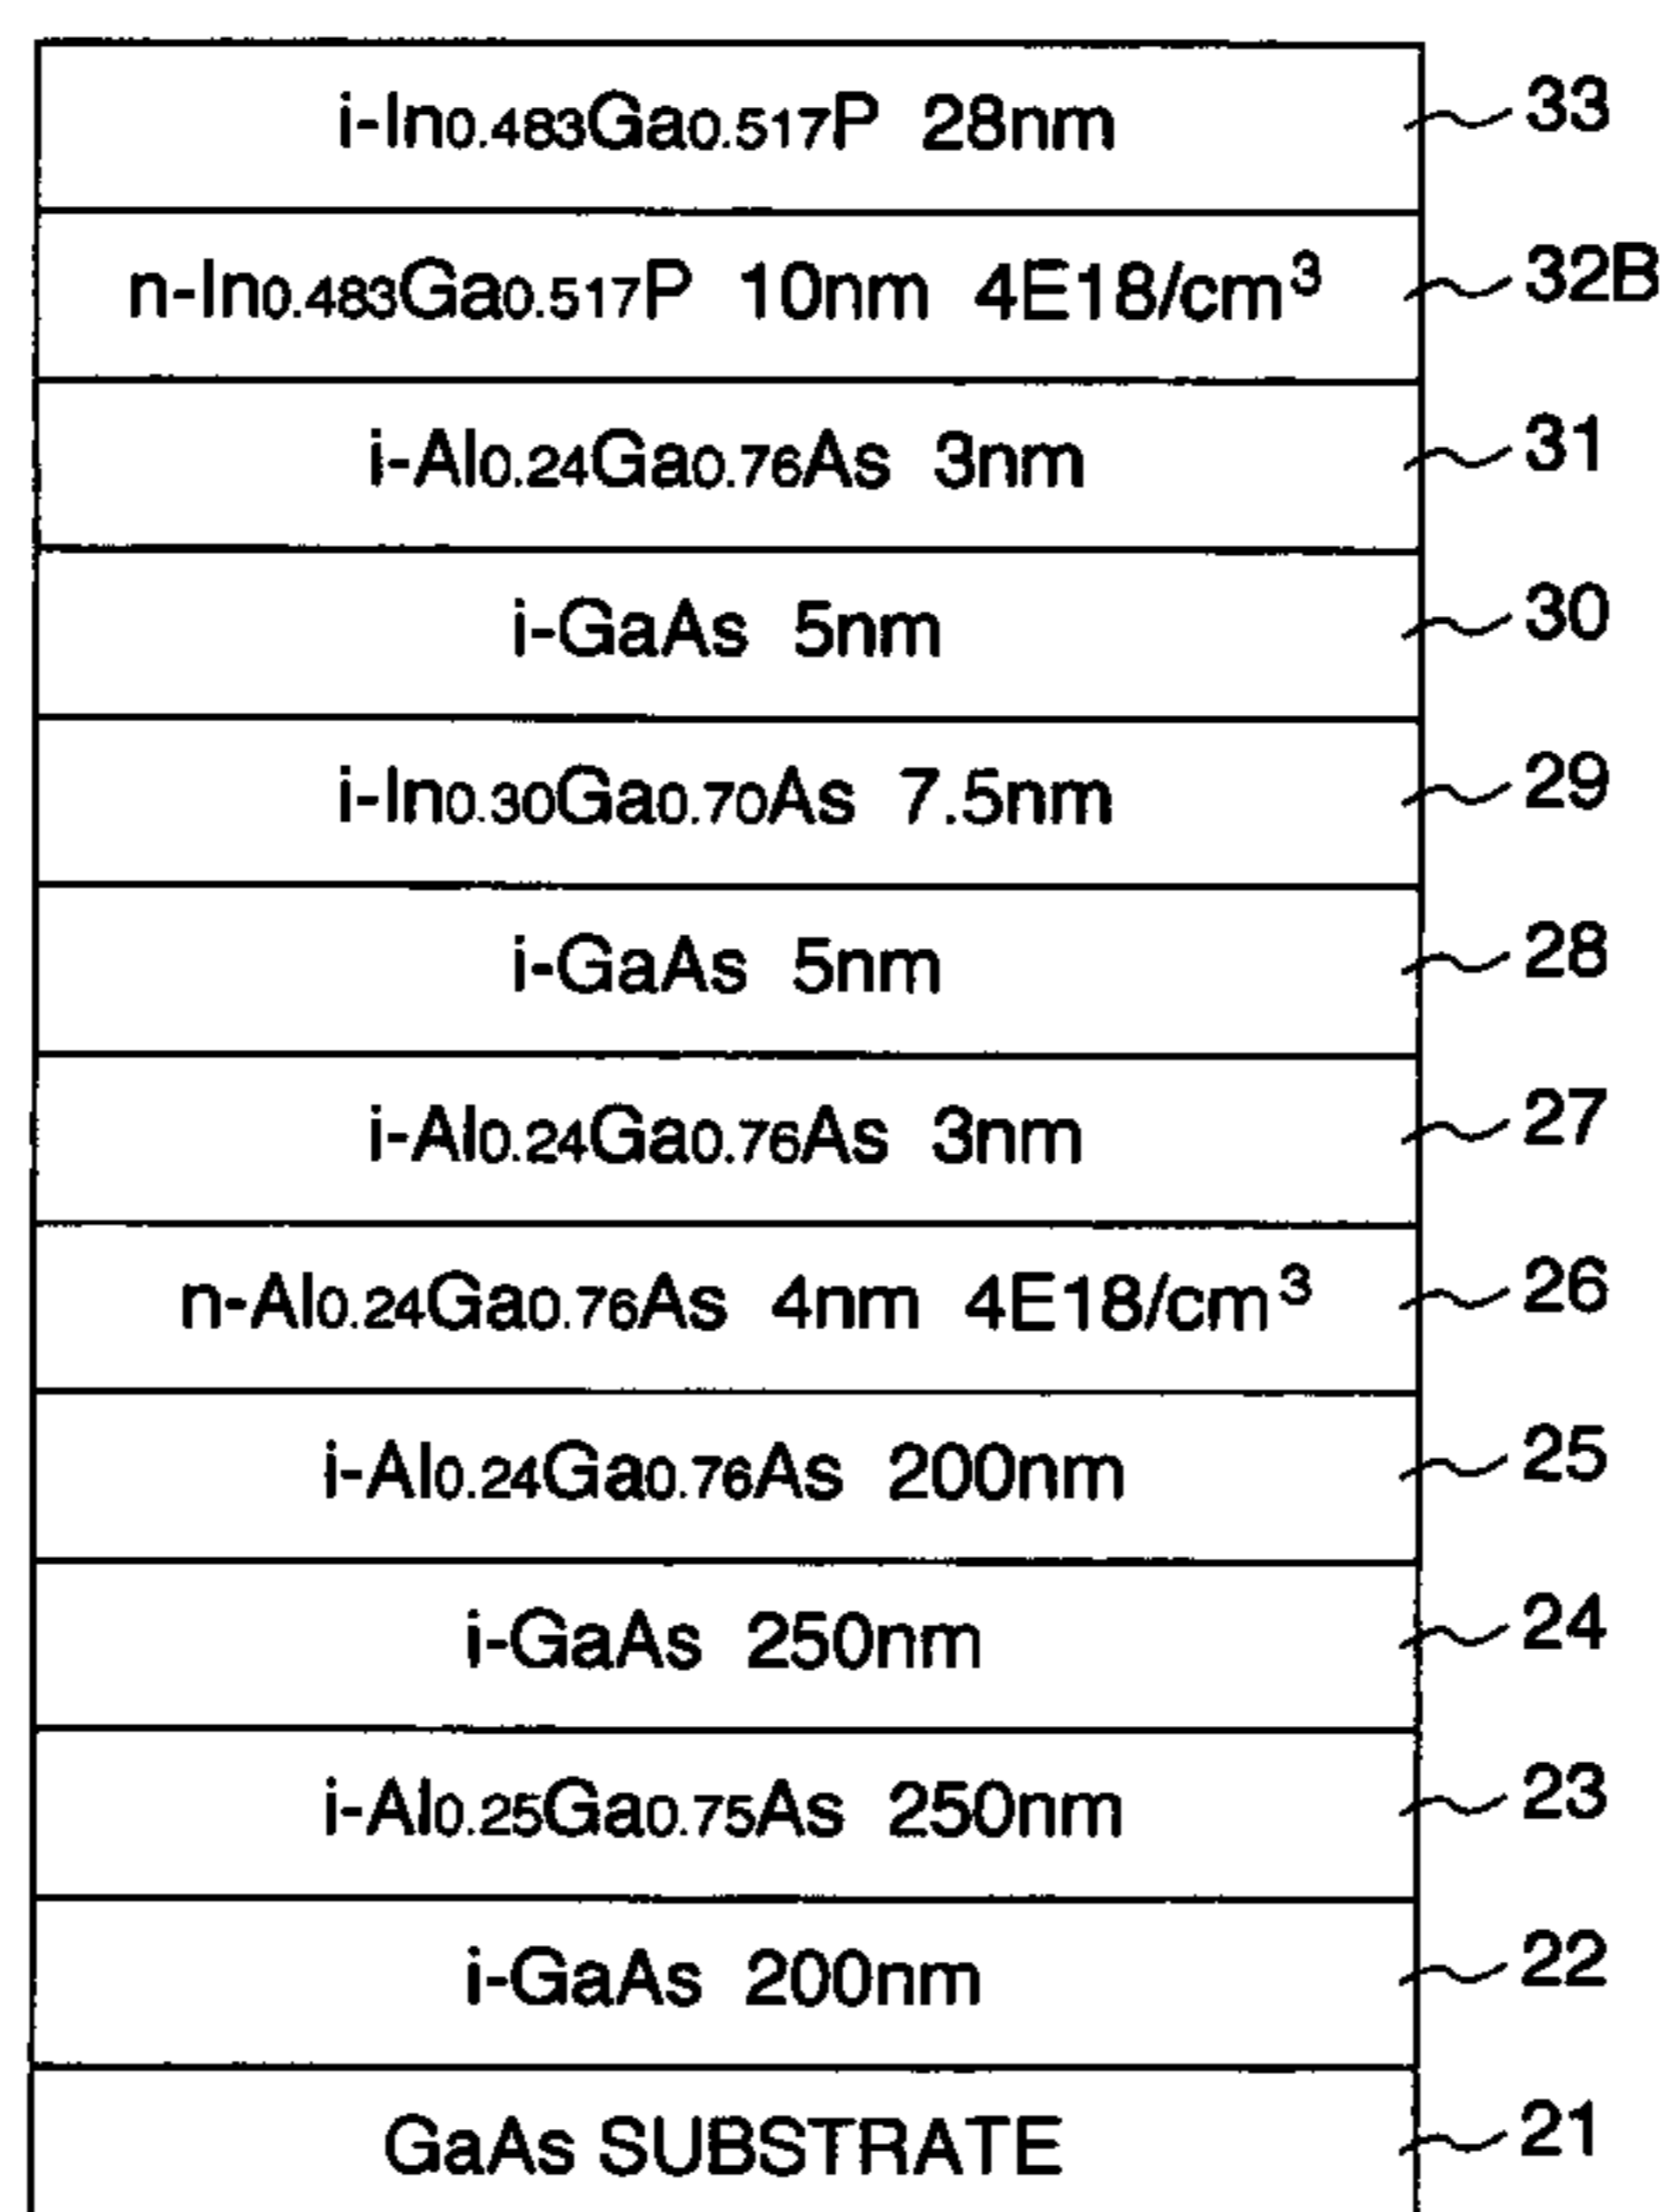 i-In0.483Ga0.517P 28nm 33
n-In0.483Ga0.517P 10nm 4E18/cm³ 32B
i-Al0.24Ga0.76As 3nm 31
i-GaAs 5nm 30
i-In0.30Ga0.70As 7.5nm 29
i-GaAs 5nm 28
i-Al0.24Ga0.76As 3nm 27
n-Al0.24Ga0.76As 4nm 4E18/cm³ 26
i-Al0.24Ga0.76As 200nm 25
i-GaAs 250nm 24
i-Al0.25Ga0.75As 250nm 23
i-GaAs 200nm 22
GaAs SUBSTRATE 21